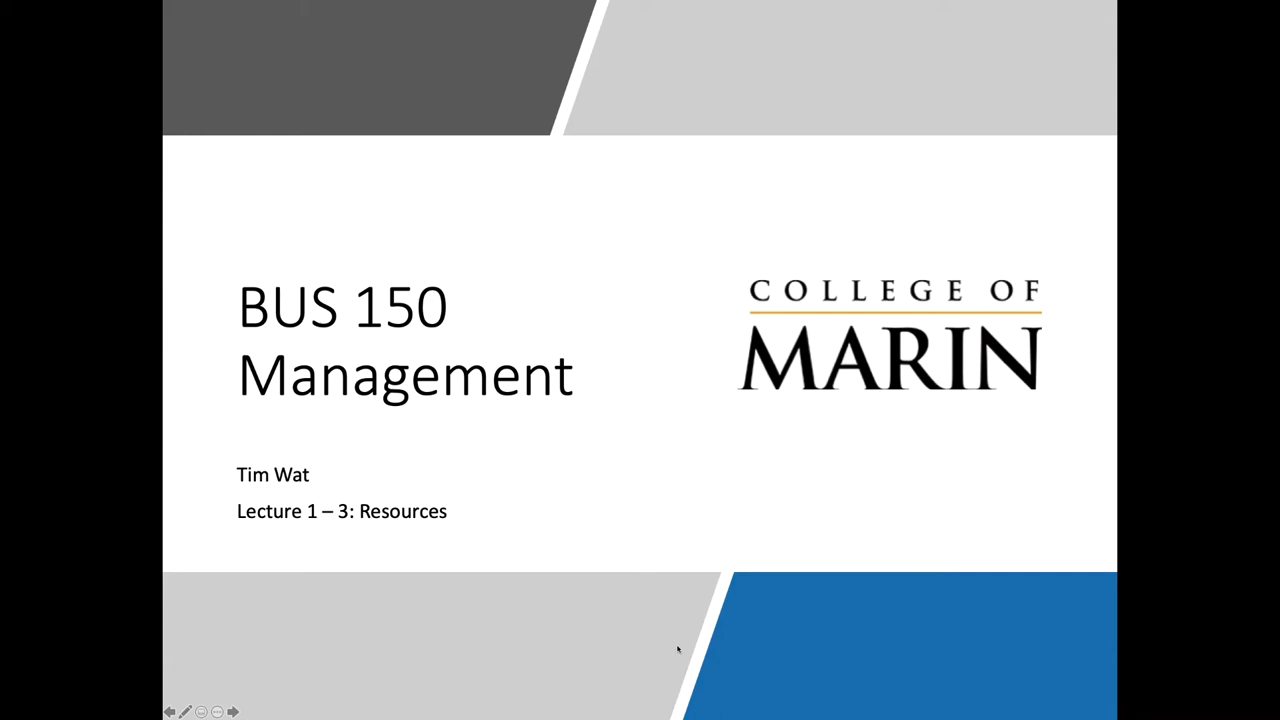 BUS 150
Management
COLLEGE OF
MARIN
Tim Wat
Lecture 1 – 3: Resources